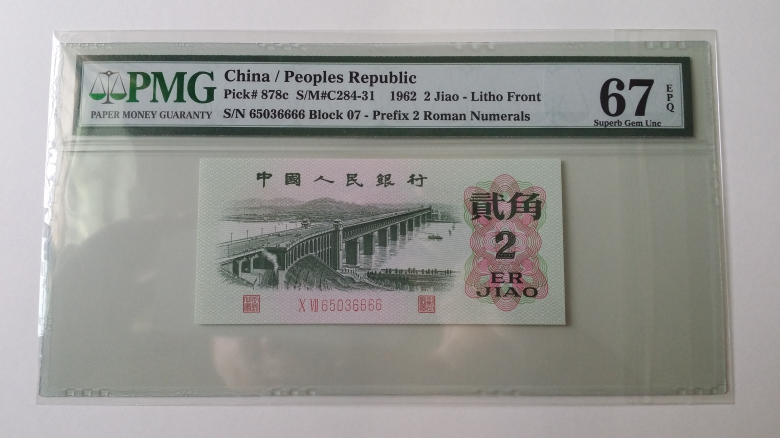 PMG
PAPER MONEY GUARANTY
China / Peoples Republic
Pick# 878c S/M#C284-31 1962 2 Jiao - Litho Front
S/N 65036666 Block 07 - Prefix 2 Roman Numerals
67
EPQ
Superb Gem Unc
中國人民銀行
貳角
2
ER
JIAO
X VII 65036666